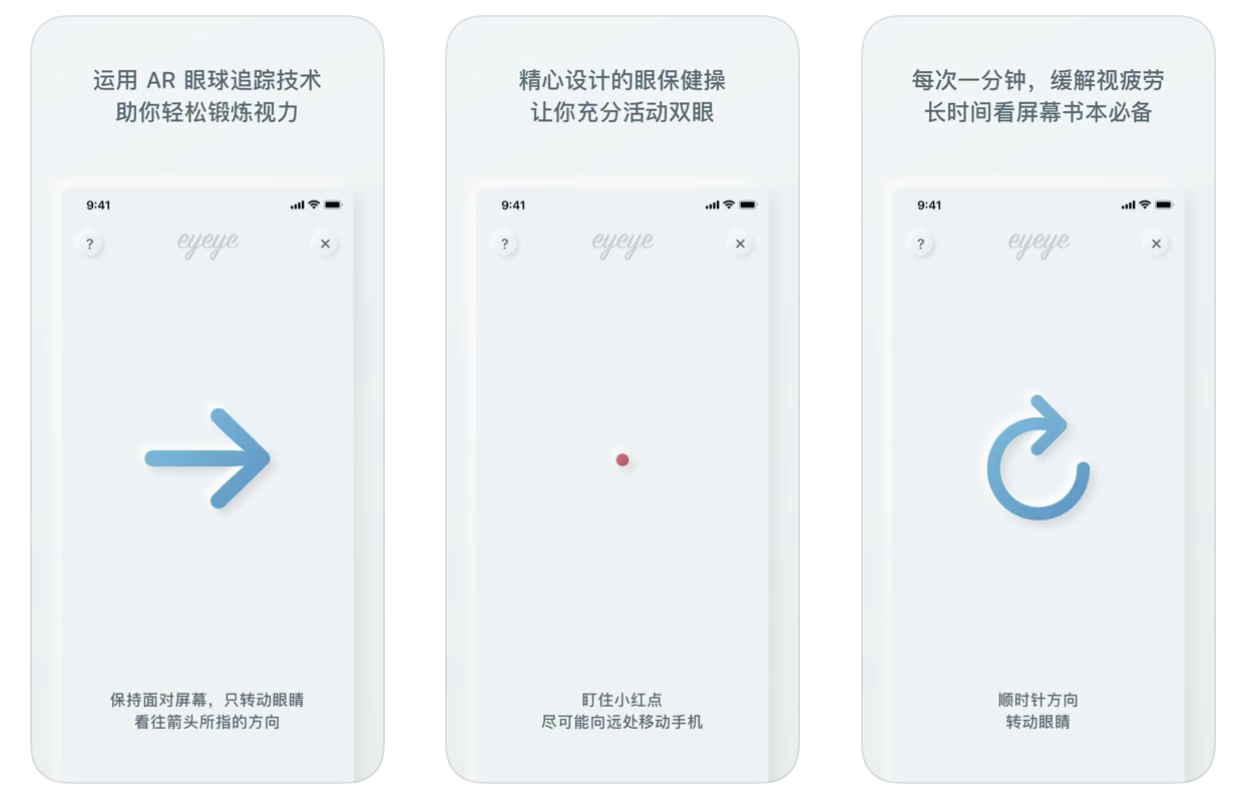 运用 AR 眼球追踪技术
助你轻松锻炼视力
9:41
?
eyeye
×
保持面对屏幕，只转动眼睛
看往箭头所指的方向
精心设计的眼保健操
让你充分活动双眼
9:41
?
eyeye
×
盯住小红点
尽可能向远处移动手机
每次一分钟，缓解视疲劳
长时间看屏幕书本必备
9:41
?
eyeye
×
顺时针方向
转动眼睛